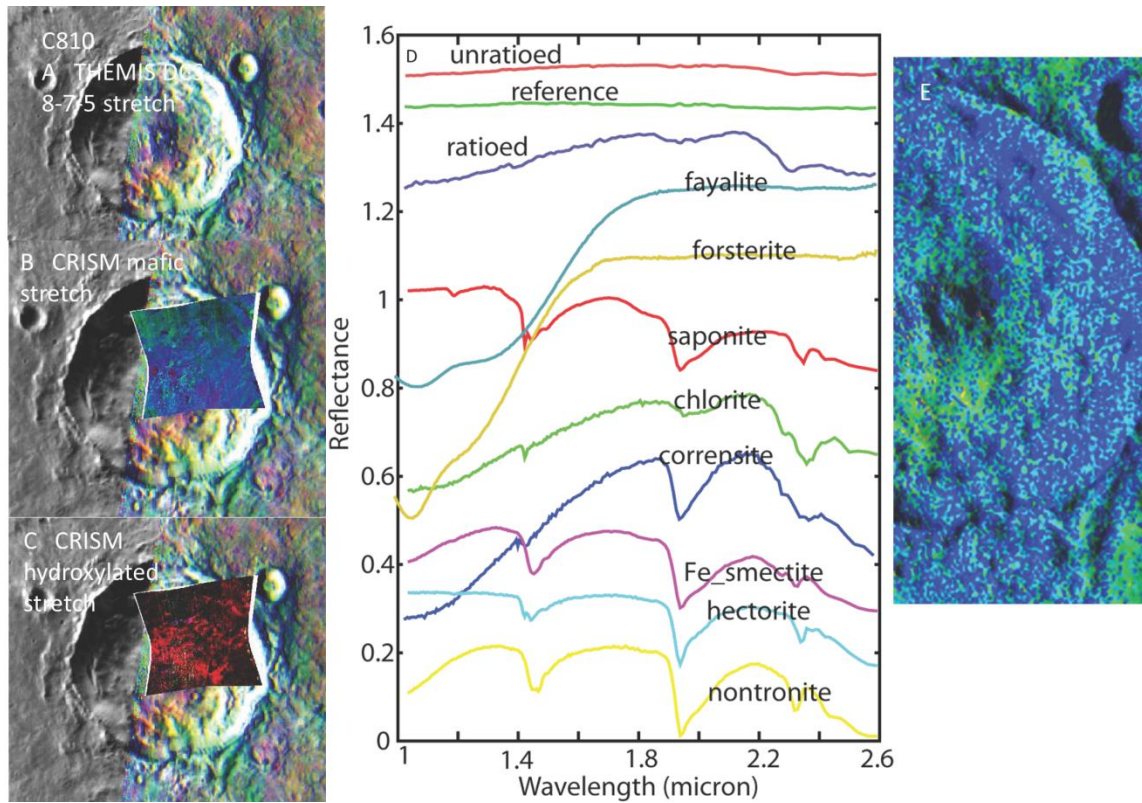 C810
A THEMIS DCS
8-7-5 stretch
B CRISM mafic
stretch
C CRISM
hydroxylated
stretch
D
unratioed
reference
ratioed
fayalite
forsterite
saponite
chlorite
corrensite
Fe_smectite
hectorite
nontronite
Reflectance
1.6
1.4
1.2
1
0.8
0.6
0.4
0.2
0
1
1.4
1.8
2.2
2.6
Wavelength (micron)
E